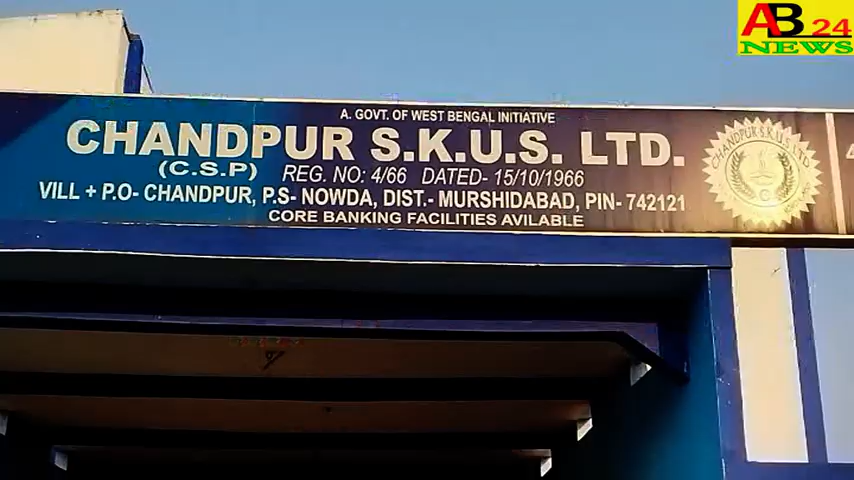 AB 24
NEWS
A. GOVT. OF WEST BENGAL INITIATIVE
CHANDPUR S.K.U.S. LTD.
(C.S.P) REG. NO: 4/66 DATED- 15/10/1966
VILL + P.O- CHANDPUR, P.S- NOWDA, DIST.- MURSHIDABAD, PIN- 742121
CORE BANKING FACILITIES AVILABLE
CHANDPUR S.K.U.S LTD